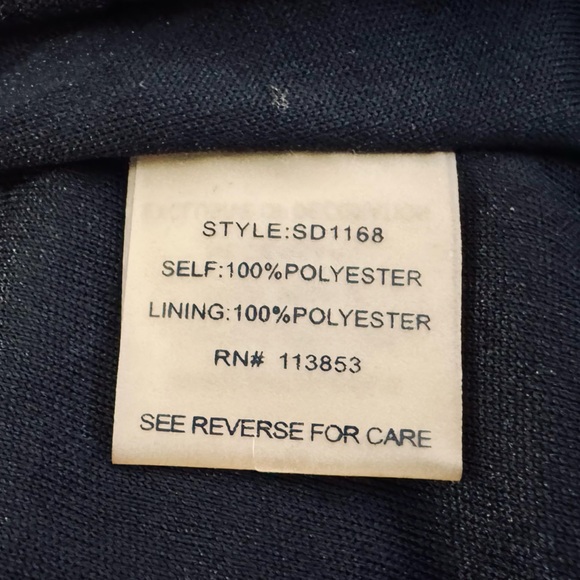 STYLE:SD1168
SELF:100%POLYESTER
LINING:100%POLYESTER
RN# 113853
SEE REVERSE FOR CARE